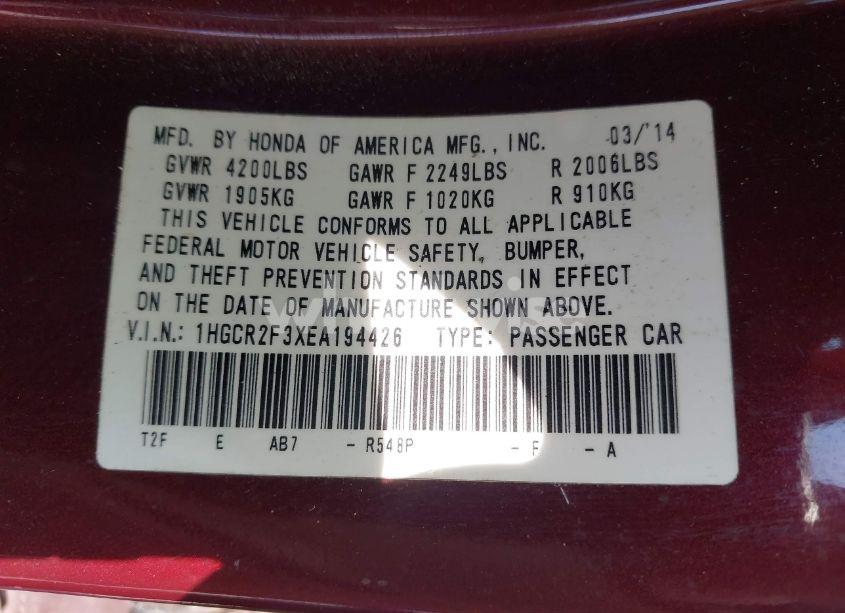 MFD. BY HONDA OF AMERICA MFG., INC. 03/'14
GVWR 4200LBS GAWR F 2249LBS R 2006LBS
GVWR 1905KG GAWR F 1020KG R 910KG
THIS VEHICLE CONFORMS TO ALL APPLICABLE
FEDERAL MOTOR VEHICLE SAFETY, BUMPER,
AND THEFT PREVENTION STANDARDS IN EFFECT
ON THE DATE OF MANUFACTURE SHOWN ABOVE.
V.I.N.: 1HGCR2F3XEA194426 TYPE: PASSENGER CAR
T2F E AB7 - R548P - F - A